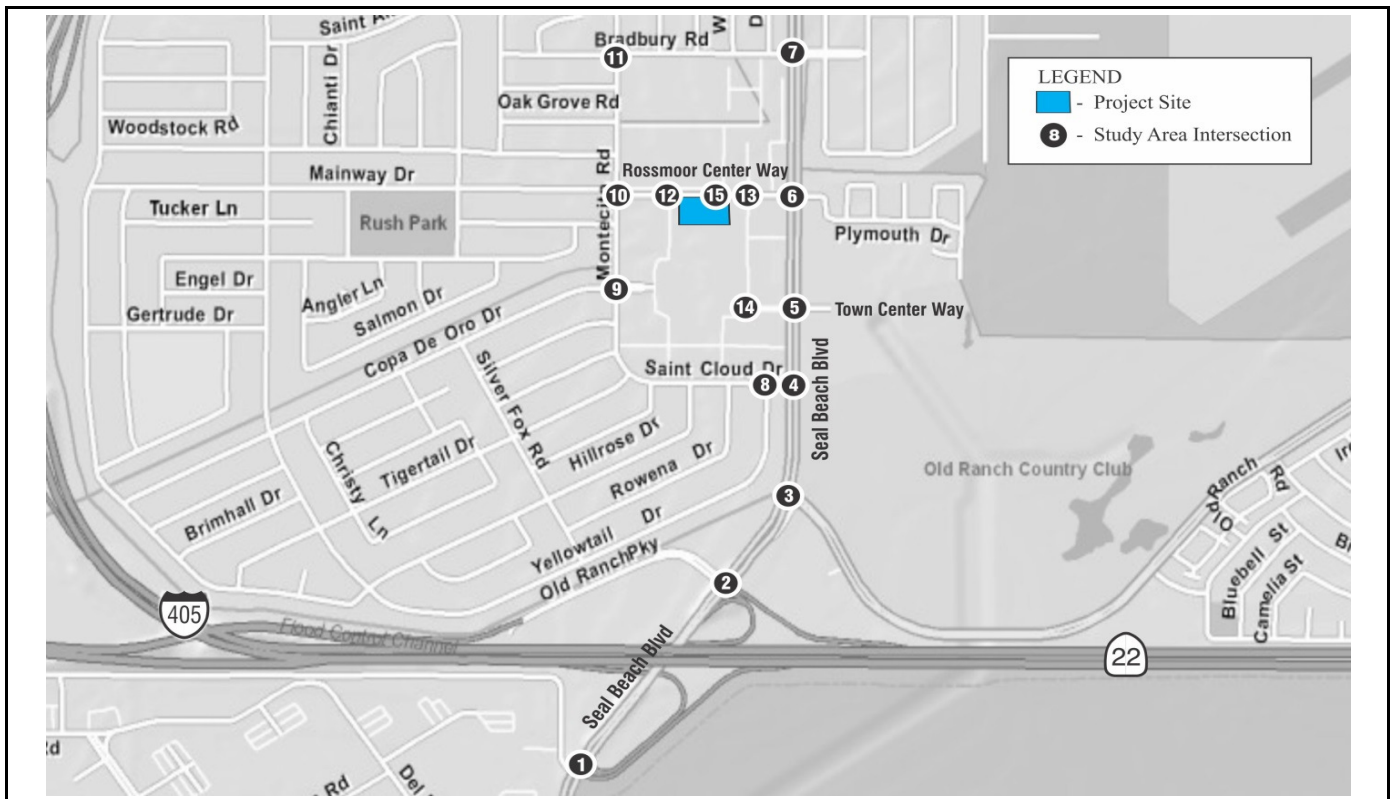 Saint
Chianti Dr
Bradbury Rd
W
D
7
11
LEGEND
- Project Site
8 - Study Area Intersection
Oak Grove Rd
Woodstock Rd
Mainway Dr
Montecito Rd
Rossmoor Center Way
10
12
15
13
6
Tucker Ln
Rush Park
Plymouth Dr
Engel Dr
Angler Ln
Salmon Dr
Gertrude Dr
9
14
5
Town Center Way
Copa De Oro Dr
Silver Fox Rd
Saint Cloud Dr
8
4
Seal Beach Blvd
Christy Ln
Tigertail Dr
Hillrose Dr
Rowena Dr
Brimhall Dr
Old Ranch Country Club
Old Ranch Rd
3
Yellowtail Dr
Old Ranch Pky
2
Bluebell St
Camelia St
405
Flood Control Channel
22
Seal Beach Blvd
1
Rd
Del